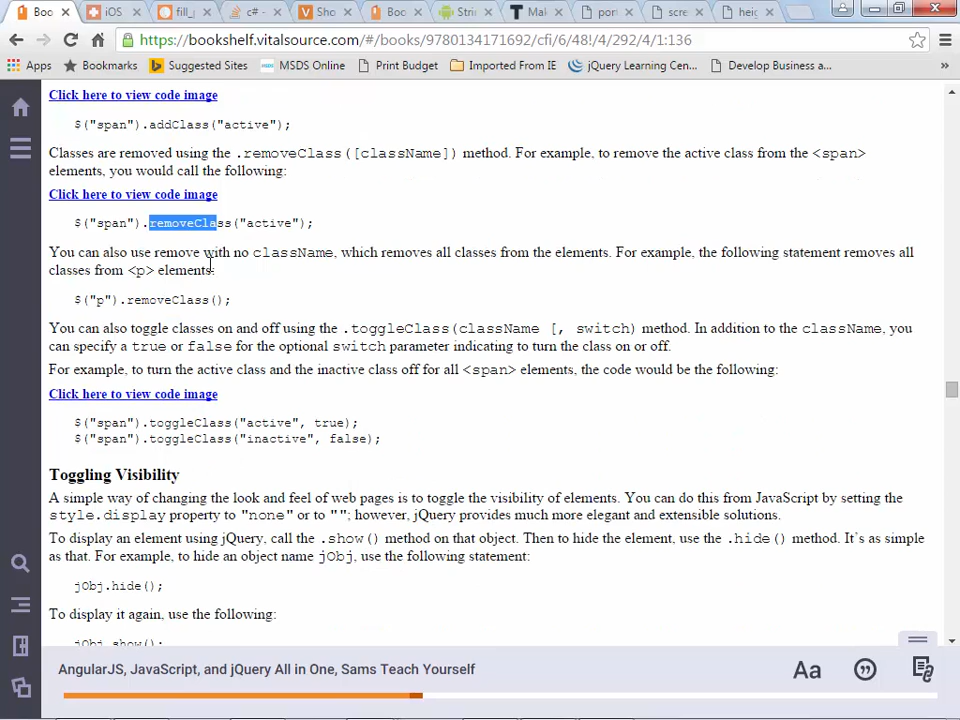 Boo
iOS
fill_
c# -
Sho
Boo
Strin
Mak
port
scre
heig
https://bookshelf.vitalsource.com/#/books/9780134171692/cfi/6/48!/4/292/4/1:136
Apps
Bookmarks
Suggested Sites
MSDS Online
Print Budget
Imported From IE
jQuery Learning Cen...
Develop Business a...
»
Click here to view code image
$("span").addClass("active");
Classes are removed using the .removeClass([className]) method. For example, to remove the active class from the <span>
elements, you would call the following:
Click here to view code image
$("span").removeClass("active");
You can also use remove with no className, which removes all classes from the elements. For example, the following statement removes all
classes from <p> elements:
$("p").removeClass();
You can also toggle classes on and off using the .toggleClass(className [, switch) method. In addition to the className, you
can specify a true or false for the optional switch parameter indicating to turn the class on or off.
For example, to turn the active class and the inactive class off for all <span> elements, the code would be the following:
Click here to view code image
$("span").toggleClass("active", true);
$("span").toggleClass("inactive", false);
Toggling Visibility
A simple way of changing the look and feel of web pages is to toggle the visibility of elements. You can do this from JavaScript by setting the
style.display property to "none" or to ""; however, jQuery provides much more elegant and extensible solutions.
To display an element using jQuery, call the .show() method on that object. Then to hide the element, use the .hide() method. It's as simple
as that. For example, to hide an object name jObj, use the following statement:
jObj.hide();
To display it again, use the following:
jObj.show();
AngularJS, JavaScript, and jQuery All in One, Sams Teach Yourself
Aa